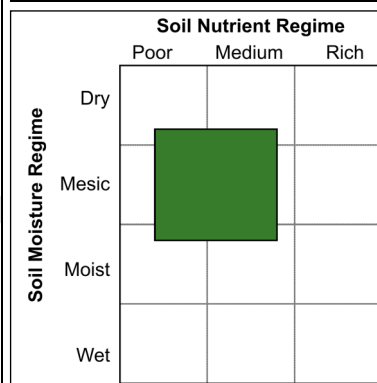 Soil Nutrient Regime
Poor Medium Rich
Soil Moisture Regime
Dry
Mesic
Moist
Wet